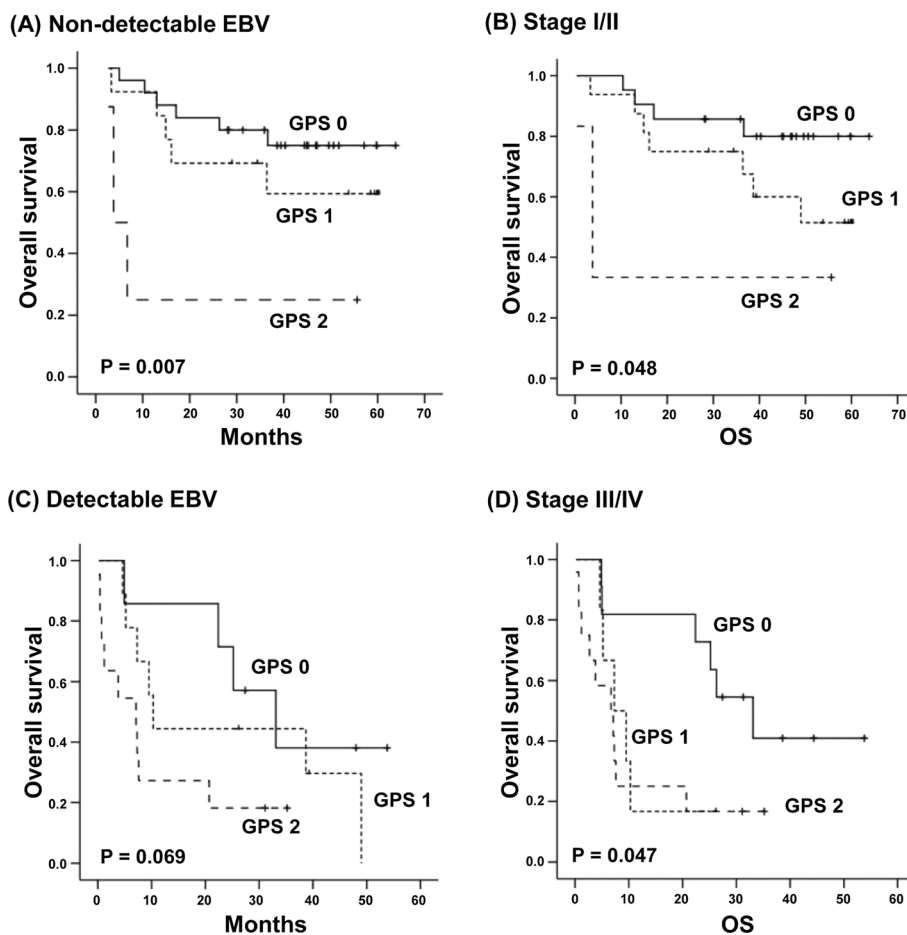 (A) Non-detectable EBV
Overall survival
1.0
0.8
0.6
0.4
0.2
0.0
GPS 0
GPS 1
GPS 2
P = 0.007
0 10 20 30 40 50 60 70
Months
(B) Stage I/II
Overall survival
1.0
0.8
0.6
0.4
0.2
0.0
GPS 0
GPS 1
GPS 2
P = 0.048
0 10 20 30 40 50 60 70
OS
(C) Detectable EBV
Overall survival
1.0
0.8
0.6
0.4
0.2
0.0
GPS 0
GPS 1
GPS 2
P = 0.069
0 10 20 30 40 50 60
Months
(D) Stage III/IV
Overall survival
1.0
0.8
0.6
0.4
0.2
0.0
GPS 0
GPS 1
GPS 2
P = 0.047
0 10 20 30 40 50 60
OS